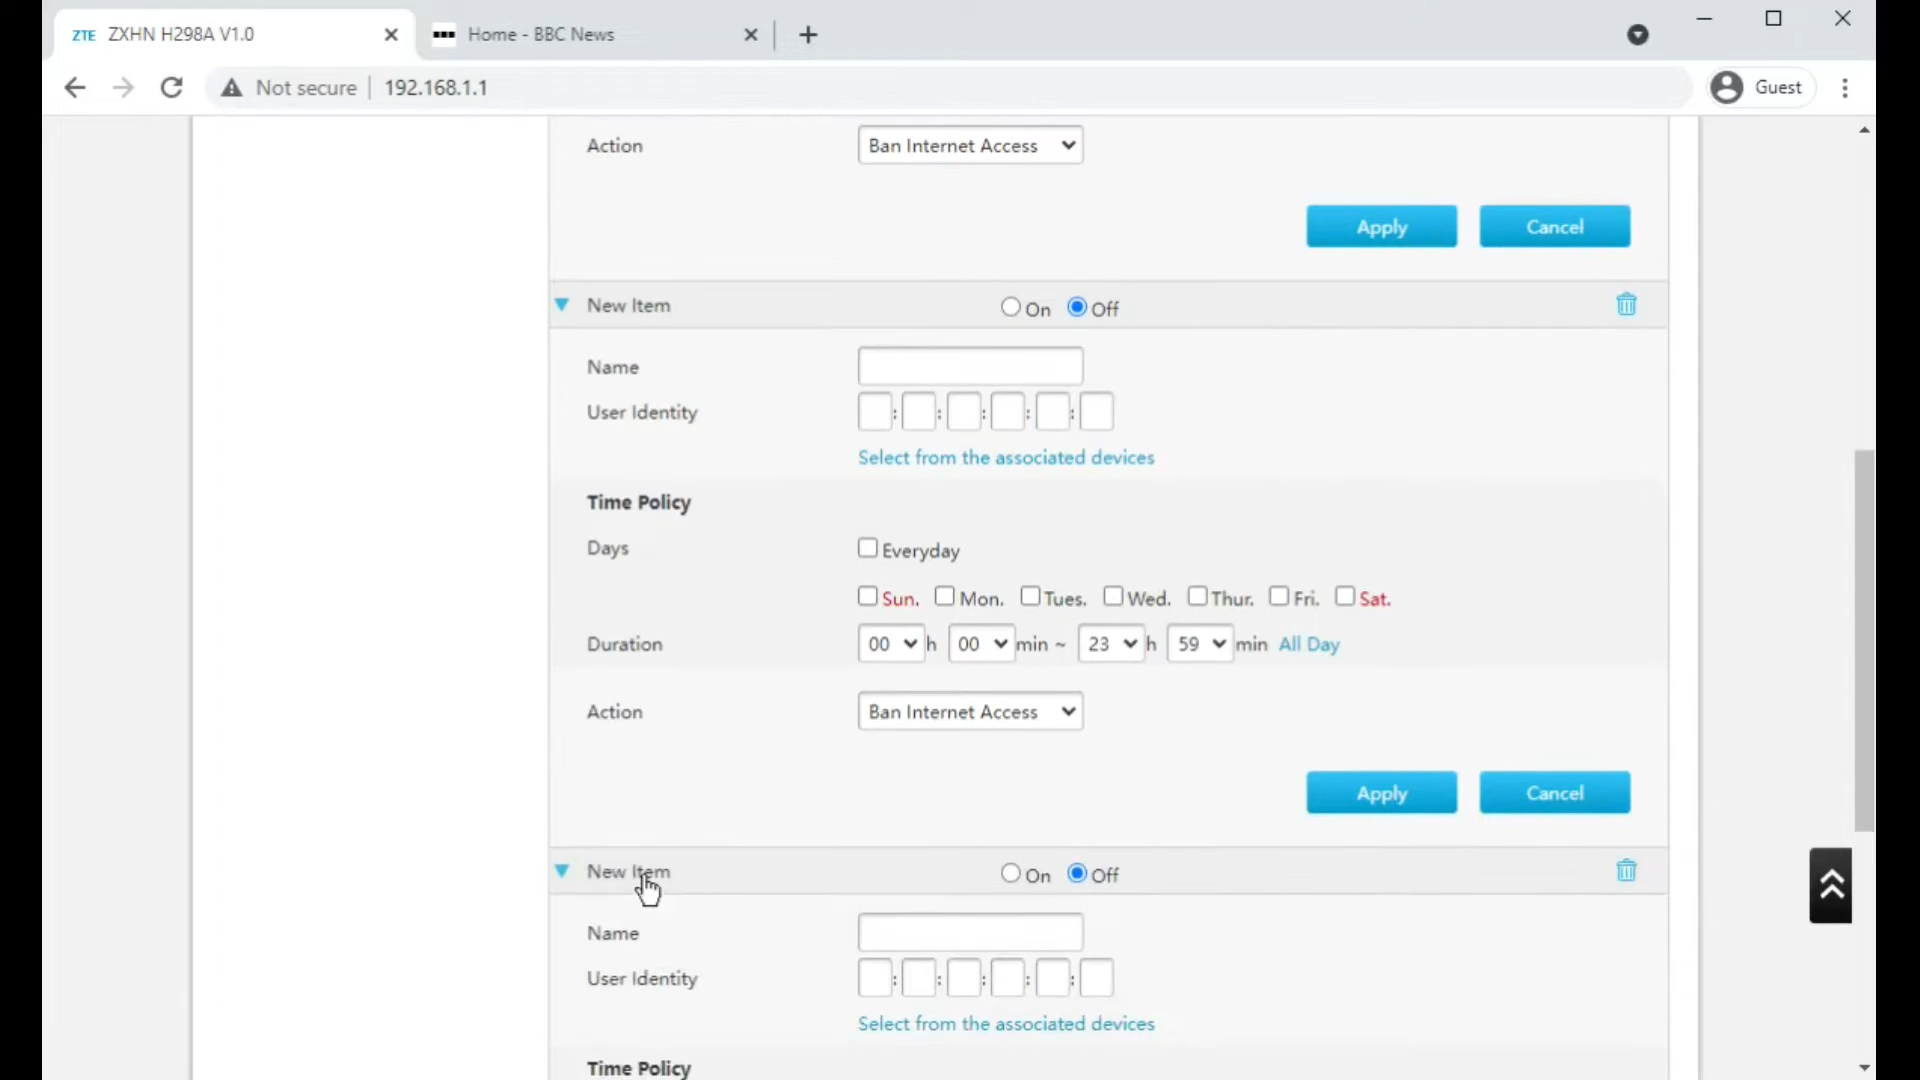 ZTE ZXHN H298A V1.0 Home - BBC News
Not secure 192.168.1.1 Guest
Action Ban Internet Access
Apply Cancel
New Item On Off
Name
User Identity : : : : :
Select from the associated devices
Time Policy
Days Everyday
Sun. Mon. Tues. Wed. Thur. Fri. Sat.
Duration 00 h 00 min ~ 23 h 59 min All Day
Action Ban Internet Access
Apply Cancel
New Item On Off
Name
User Identity : : : : :
Select from the associated devices
Time Policy